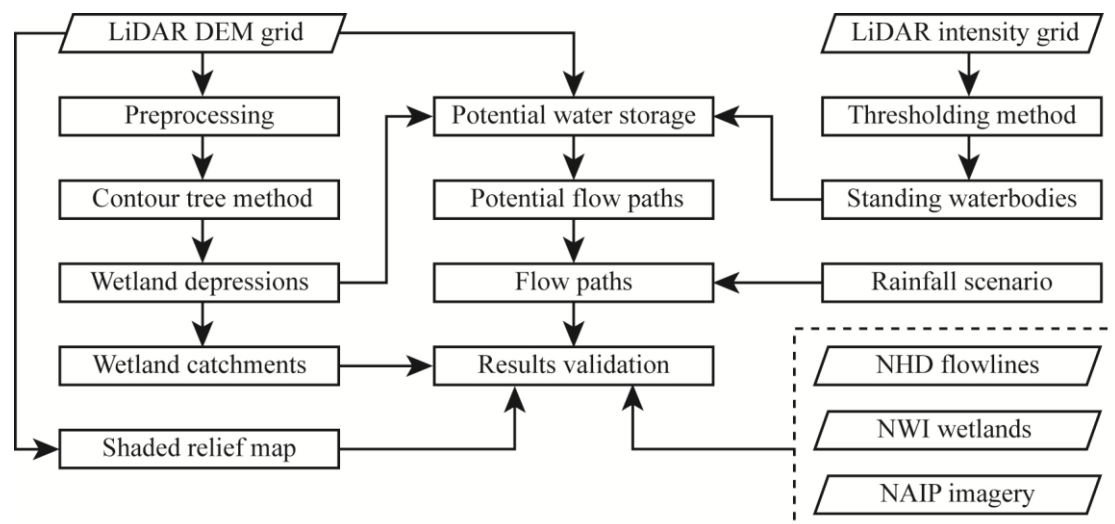 LiDAR DEM grid
LiDAR intensity grid
Preprocessing
Potential water storage
Thresholding method
Contour tree method
Potential flow paths
Standing waterbodies
Wetland depressions
Flow paths
Rainfall scenario
Wetland catchments
Results validation
NHD flowlines
Shaded relief map
NWI wetlands
NAIP imagery